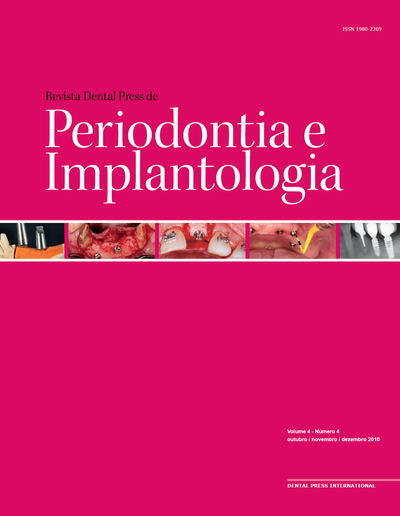 ISSN 1980-2269
Revista Dental Press de
Periodontia e
Implantologia
Volume 4 - Número 4
outubro / novembro / dezembro 2010
DENTAL PRESS INTERNATIONAL